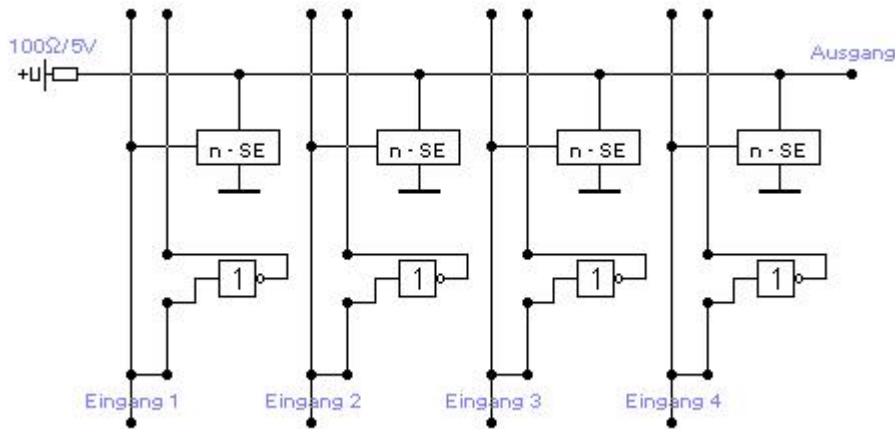 100Ω/5V
+U
Ausgang
n - SE
n - SE
n - SE
n - SE
1
1
1
1
Eingang 1
Eingang 2
Eingang 3
Eingang 4